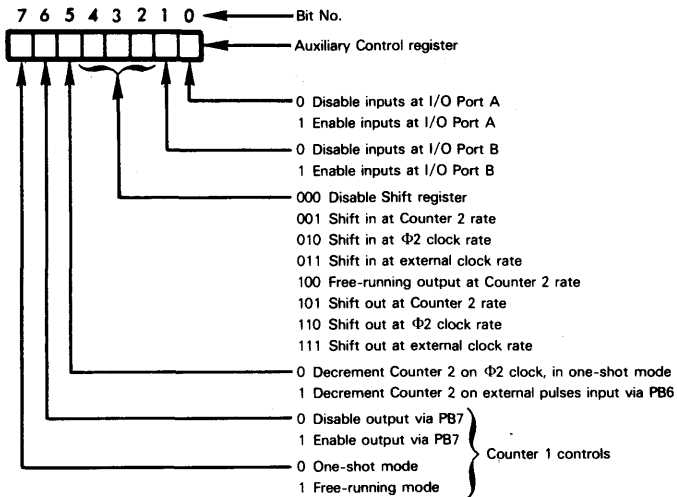 7 6 5 4 3 2 1 0 Bit No.
Auxiliary Control register
0 Disable inputs at I/O Port A
1 Enable inputs at I/O Port A
0 Disable inputs at I/O Port B
1 Enable inputs at I/O Port B
000 Disable Shift register
001 Shift in at Counter 2 rate
010 Shift in at Φ2 clock rate
011 Shift in at external clock rate
100 Free-running output at Counter 2 rate
101 Shift out at Counter 2 rate
110 Shift out at Φ2 clock rate
111 Shift out at external clock rate
0 Decrement Counter 2 on Φ2 clock, in one-shot mode
1 Decrement Counter 2 on external pulses input via PB6
0 Disable output via PB7
1 Enable output via PB7
Counter 1 controls
0 One-shot mode
1 Free-running mode